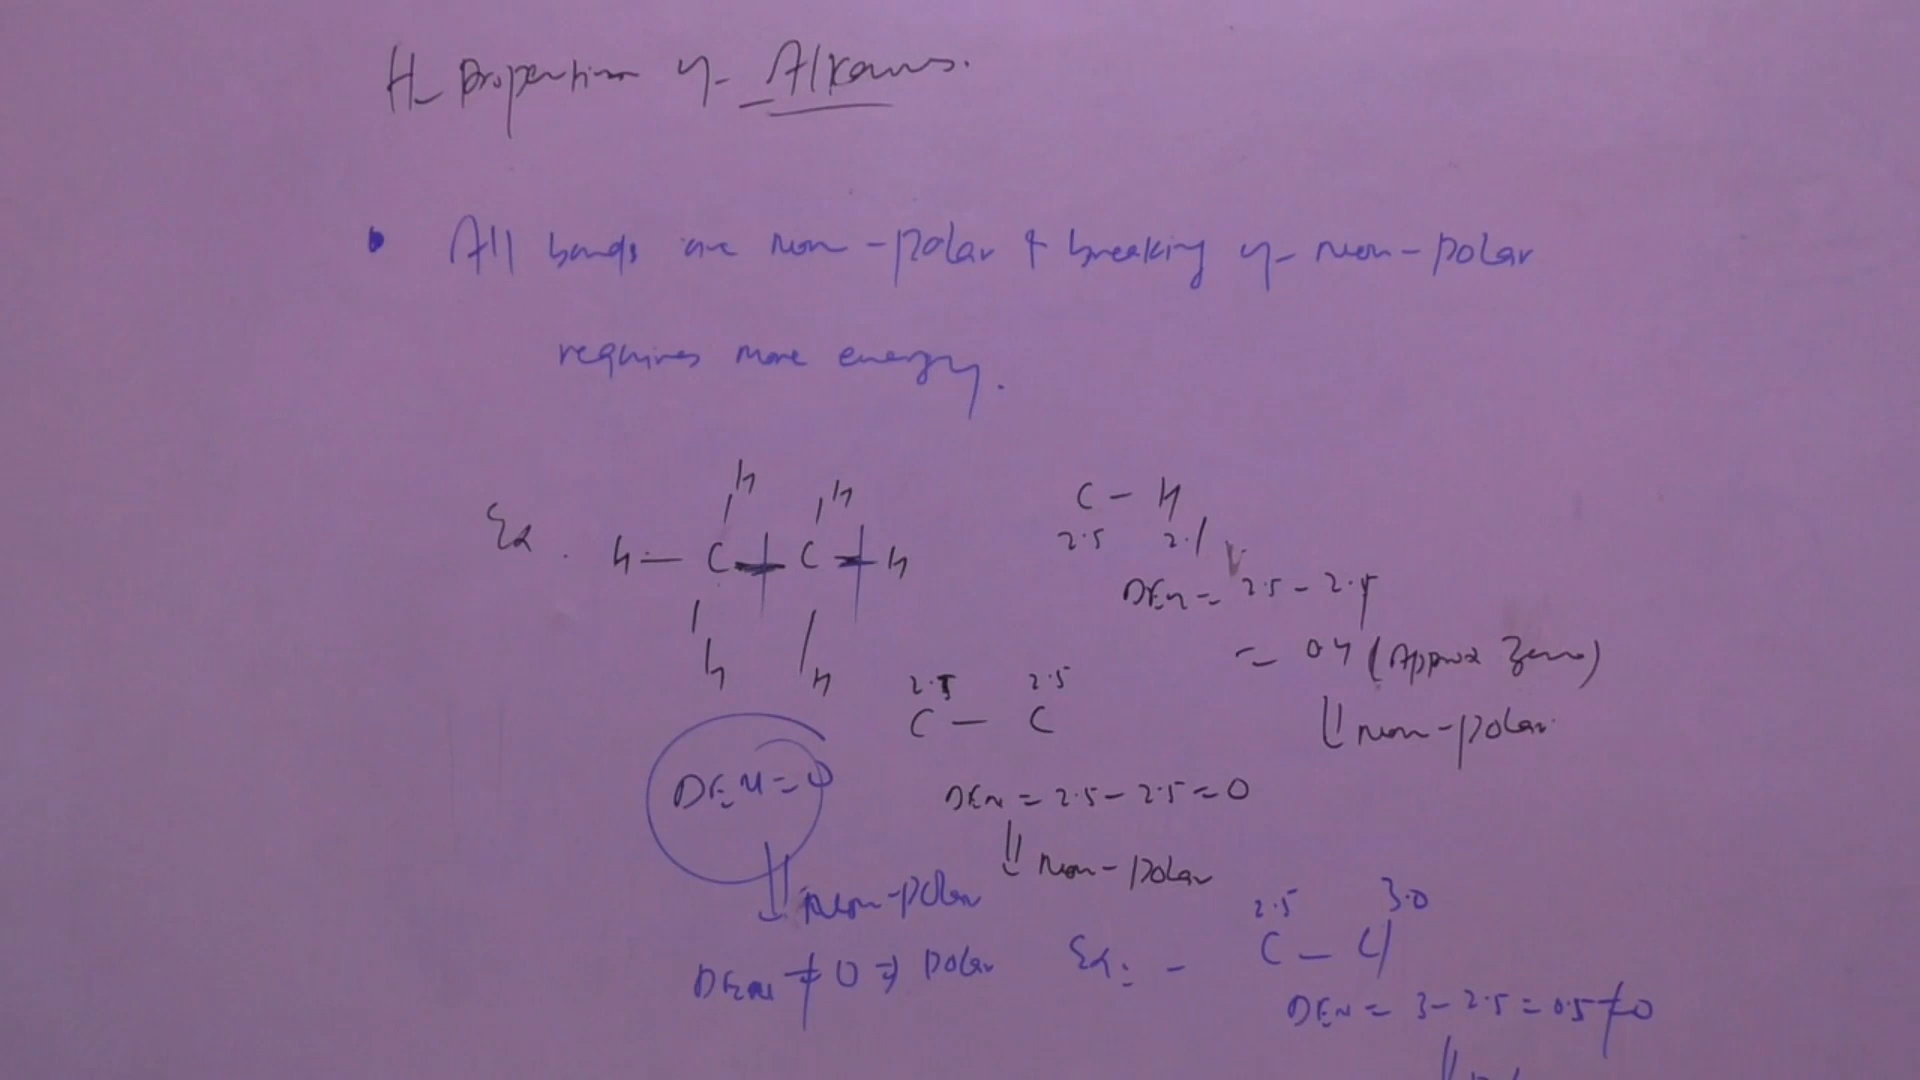 Properties of Alkanes.
• All bonds are non-polar & breaking of non-polar
requires more energy.
Ex.
H H
H — C — C — H
H H
C — H
2.5 2.1
DEN = 2.5 - 2.1
= 0.4 (Approx Zero)
⇓ non-polar
2.5 2.5
C — C
DEN = 2.5 - 2.5 = 0
⇓ non-polar
DEN = 0
⇓ non-polar
DEN ≠ 0 ⇒ polar
Ex: -
2.5 3.0
C — Cl
DEN = 3 - 2.5 = 0.5 ≠ 0
⇓